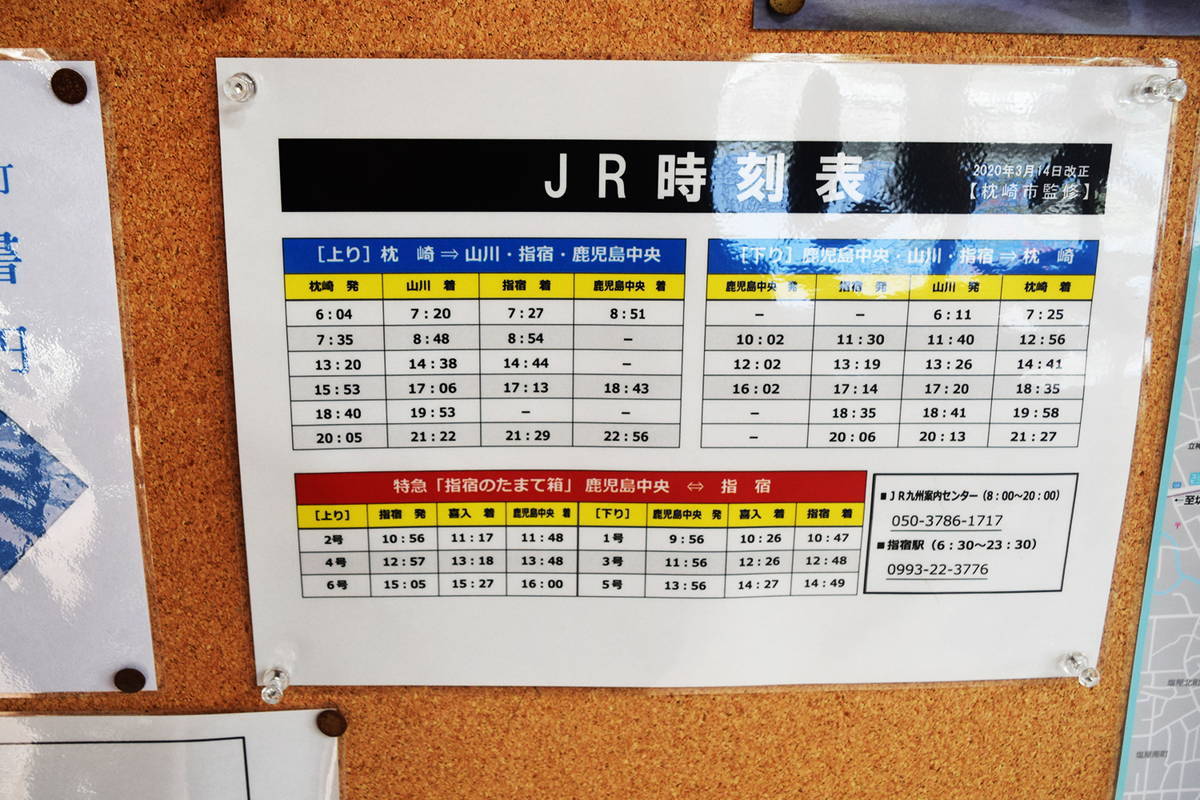 JR時刻表
2020年3月14日改正
【枕崎市監修】
［上り］枕　崎 ⇒ 山川・指宿・鹿児島中央
枕崎　発 山川　着 指宿　着 鹿児島中央　着
6：04 7：20 7：27 8：51
7：35 8：48 8：54 −
13：20 14：38 14：44 −
15：53 17：06 17：13 18：43
18：40 19：53 − −
20：05 21：22 21：29 22：56
［下り］鹿児島中央・山川・指宿 ⇒ 枕　崎
鹿児島中央　発 指宿　発 山川　発 枕崎　着
− − 6：11 7：25
10：02 11：30 11：40 12：56
12：02 13：19 13：26 14：41
16：02 17：14 17：20 18：35
− 18：35 18：41 19：58
− 20：06 20：13 21：27
特急「指宿のたまて箱」 鹿児島中央 ⇔ 指　宿
［上り］ 指宿　発 喜入　着 鹿児島中央　着 ［下り］ 鹿児島中央　発 喜入　着 指宿　着
2号 10：56 11：17 11：48 1号 9：56 10：26 10：47
4号 12：57 13：18 13：48 3号 11：56 12：26 12：48
6号 15：05 15：27 16：00 5号 13：56 14：27 14：49
■ＪＲ九州案内センター（8：00〜20：00）
050-3786-1717
■指宿駅（6：30〜23：30）
0993-22-3776
書
円
塩屋北町
塩屋南町